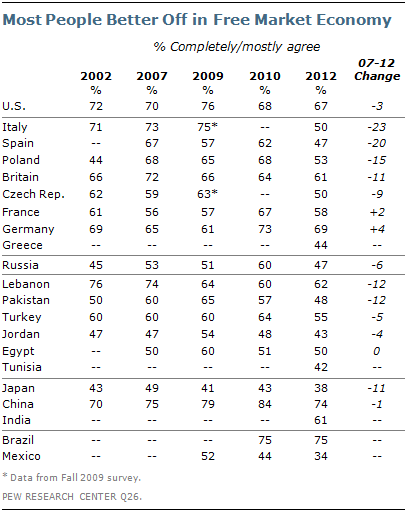 Most People Better Off in Free Market Economy
% Completely/mostly agree
2002 2007 2009 2010 2012 07-12 Change
% % % % %
U.S. 72 70 76 68 67 -3
Italy 71 73 75* -- 50 -23
Spain -- 67 57 62 47 -20
Poland 44 68 65 68 53 -15
Britain 66 72 66 64 61 -11
Czech Rep. 62 59 63* -- 50 -9
France 61 56 57 67 58 +2
Germany 69 65 61 73 69 +4
Greece -- -- -- -- 44 --
Russia 45 53 51 60 47 -6
Lebanon 76 74 64 60 62 -12
Pakistan 50 60 65 57 48 -12
Turkey 60 60 60 64 55 -5
Jordan 47 47 54 48 43 -4
Egypt -- 50 60 51 50 0
Tunisia -- -- -- -- 42 --
Japan 43 49 41 43 38 -11
China 70 75 79 84 74 -1
India -- -- -- -- 61 --
Brazil -- -- -- 75 75 --
Mexico -- -- 52 44 34 --
* Data from Fall 2009 survey.
PEW RESEARCH CENTER Q26.